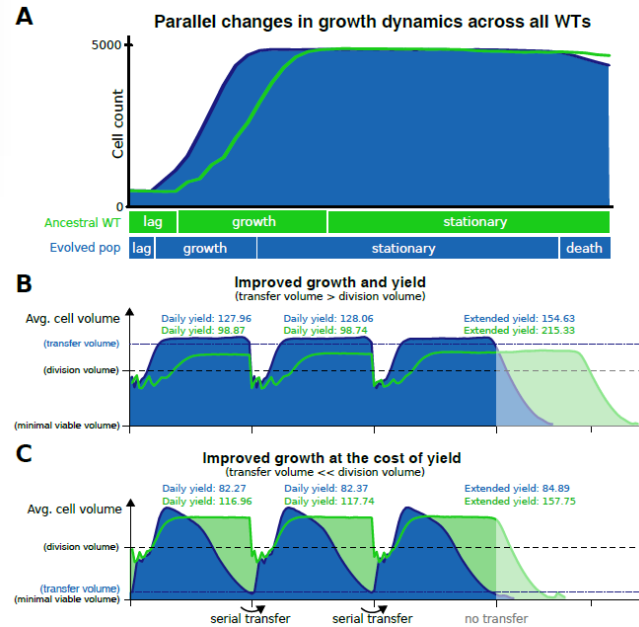 A
Parallel changes in growth dynamics across all WTs
5000
Cell count
0
Ancestral WT lag growth stationary
Evolved pop lag growth stationary death
B
Improved growth and yield
(transfer volume > division volume)
Avg. cell volume
Daily yield: 127.96 Daily yield: 128.06 Extended yield: 154.63
Daily yield: 98.87 Daily yield: 98.74 Extended yield: 215.33
(transfer volume)
(division volume)
(minimal viable volume)
C
Improved growth at the cost of yield
(transfer volume << division volume)
Daily yield: 82.27 Daily yield: 82.37 Extended yield: 84.89
Avg. cell volume
Daily yield: 116.96 Daily yield: 117.74 Extended yield: 157.75
(division volume)
(transfer volume)
(minimal viable volume)
serial transfer serial transfer no transfer